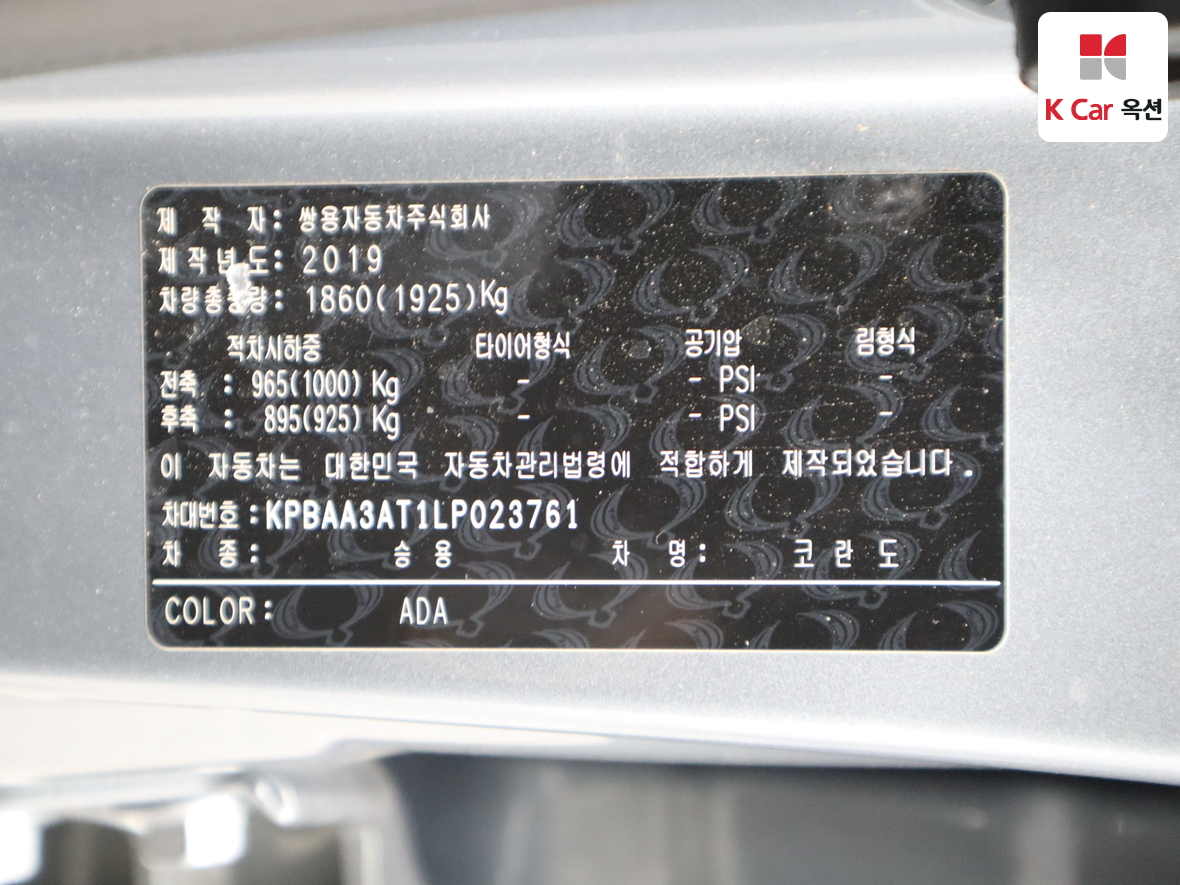 K Car 옥션
제 작 자: 쌍용자동차주식회사
제작년도: 2019
차량총중량: 1860(1925)Kg
적차시하중 타이어형식 공기압 림형식
전축 : 965(1000) Kg - - PSI -
후축 : 895(925) Kg - - PSI -
이 자동차는 대한민국 자동차관리법령에 적합하게 제작되었습니다.
차대번호:KPBAA3AT1LP023761
차 종: 승 용 차 명: 코 란 도
COLOR: ADA